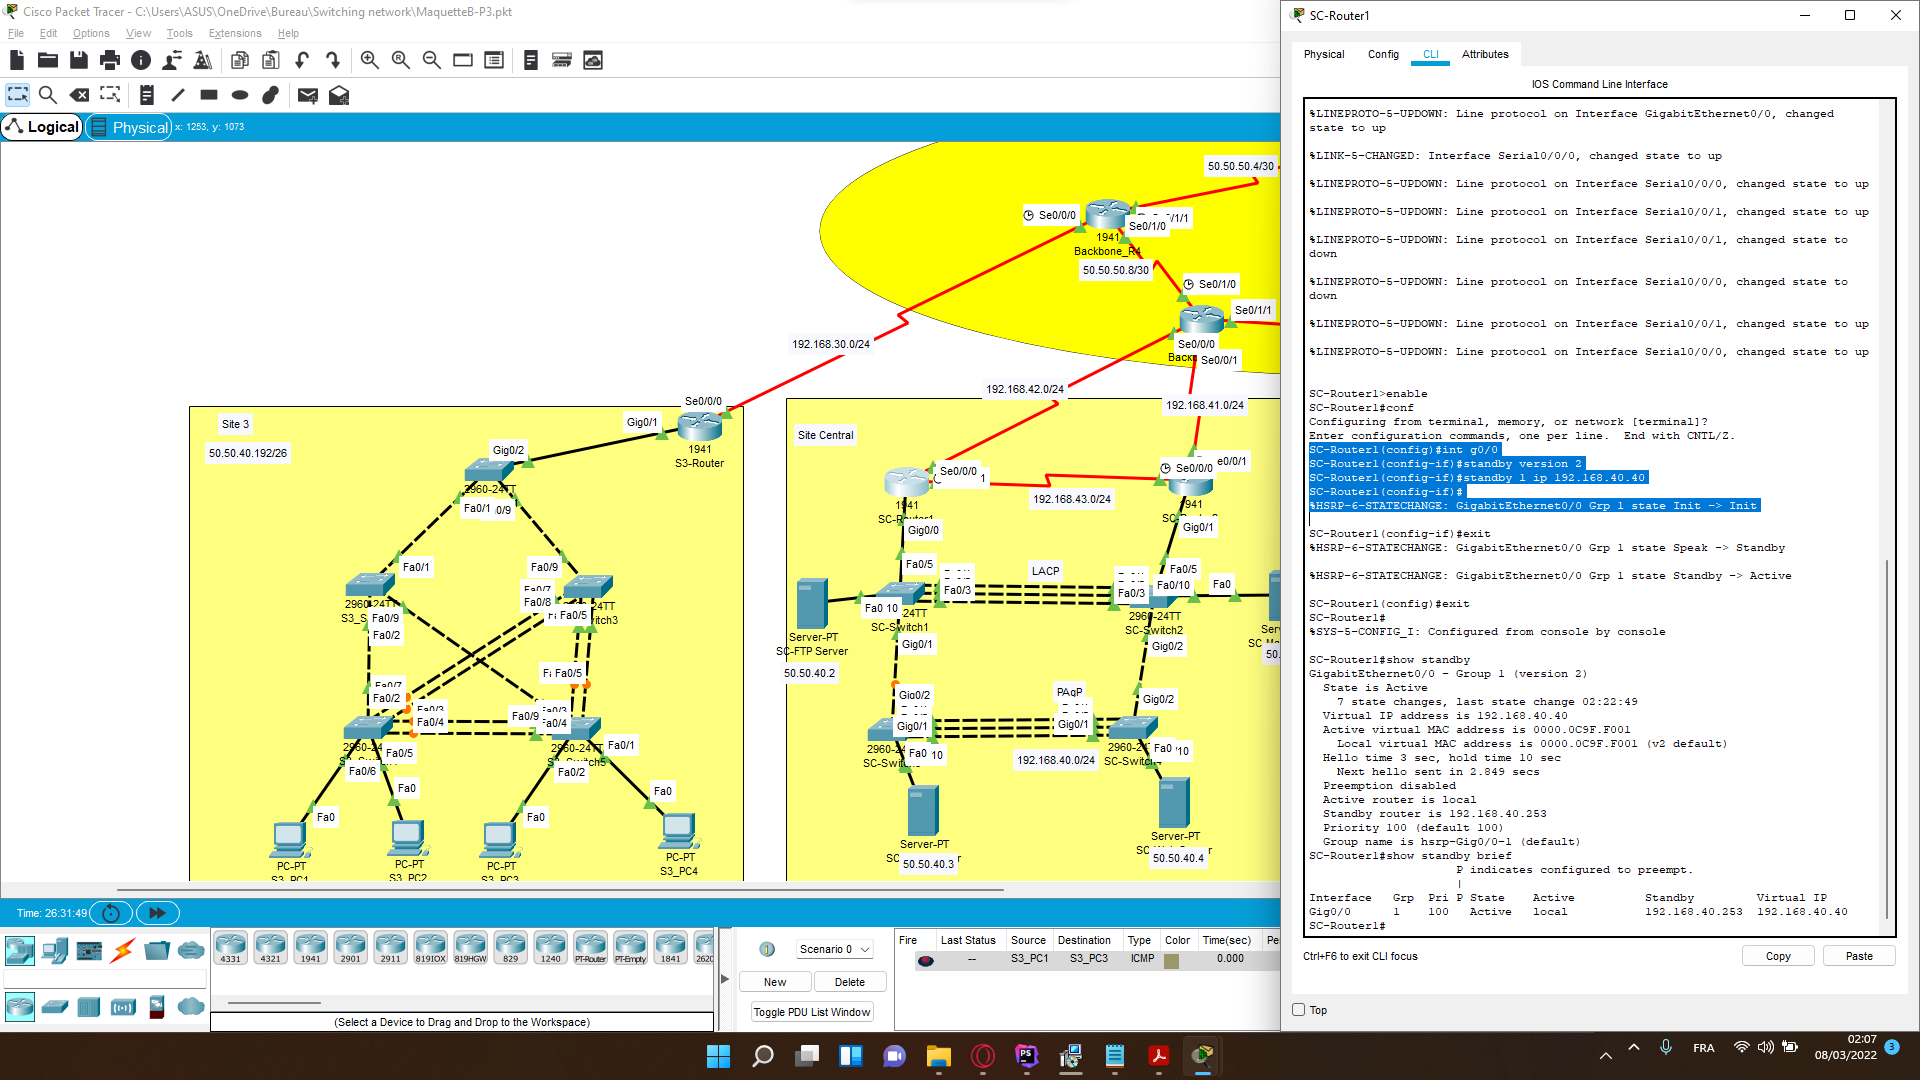 Cisco Packet Tracer - C:\Users\ASUS\OneDrive\Bureau\Switching network\MaquetteB-P3.pkt
File Edit Options View Tools Extensions Help
Logical
Physical
x: 1253, y: 1073
50.50.50.4/30
Se0/0/0
/1/1
Se0/1/0
1941
Backbone_R4
50.50.50.8/30
Se0/1/0
Se0/1/1
Se0/0/0
Se0/0/1
192.168.30.0/24
192.168.42.0/24
192.168.41.0/24
Site 3
50.50.40.192/26
Se0/0/0
Gig0/1
1941
S3-Router
Gig0/2
2960-24TT
Fa0/1
Fa0/1
Fa0/9
Fa0/8
Fa0/5
Fa0/9
Fa0/2
Fa0/5
Fa0/2
Fa0/4
Fa0/9
Fa0/4
Fa0/5
Fa0/1
Fa0/6
Fa0/2
Fa0
Fa0
Fa0
Fa0
PC-PT
S3_PC1
PC-PT
S3_PC2
PC-PT
S3_PC3
PC-PT
S3_PC4
Site Central
Se0/0/0
Se0/0/0
e0/0/1
192.168.43.0/24
1941
1941
Gig0/0
Gig0/1
Fa0/5
LACP
Fa0/5
Fa0/3
Fa0/3
Fa0/10
Fa0
Fa0 10
SC-Switch1
2960-24TT
SC-Switch2
Server-PT
SC-FTP Server
50.50.40.2
Gig0/1
Gig0/2
Gig0/2
Gig0/1
PAgP
Gig0/1
Gig0/2
Fa0
10
Fa0
/10
192.168.40.0/24
Server-PT
50.50.40.3
Server-PT
50.50.40.4
Time: 26:31:49
4331 4321 1941 2901 2911 819IOX 819HGW 829 1240 PT-Router PT-Empty 1841 2620
(Select a Device to Drag and Drop to the Workspace)
Scenario 0
New
Delete
Toggle PDU List Window
Fire Last Status Source Destination Type Color Time(sec) Pe
-- S3_PC1 S3_PC3 ICMP 0.000
SC-Router1
Physical Config CLI Attributes
IOS Command Line Interface
%LINEPROTO-5-UPDOWN: Line protocol on Interface GigabitEthernet0/0, changed
state to up
%LINK-5-CHANGED: Interface Serial0/0/0, changed state to up
%LINEPROTO-5-UPDOWN: Line protocol on Interface Serial0/0/0, changed state to up
%LINEPROTO-5-UPDOWN: Line protocol on Interface Serial0/0/1, changed state to up
%LINEPROTO-5-UPDOWN: Line protocol on Interface Serial0/0/1, changed state to
down
%LINEPROTO-5-UPDOWN: Line protocol on Interface Serial0/0/0, changed state to
down
%LINEPROTO-5-UPDOWN: Line protocol on Interface Serial0/0/1, changed state to up
%LINEPROTO-5-UPDOWN: Line protocol on Interface Serial0/0/0, changed state to up
SC-Router1>enable
SC-Router1#conf
Configuring from terminal, memory, or network [terminal]?
Enter configuration commands, one per line. End with CNTL/Z.
SC-Router1(config)#int g0/0
SC-Router1(config-if)#standby version 2
SC-Router1(config-if)#standby 1 ip 192.168.40.40
SC-Router1(config-if)#
%HSRP-6-STATECHANGE: GigabitEthernet0/0 Grp 1 state Init -> Init
SC-Router1(config-if)#exit
%HSRP-6-STATECHANGE: GigabitEthernet0/0 Grp 1 state Speak -> Standby
%HSRP-6-STATECHANGE: GigabitEthernet0/0 Grp 1 state Standby -> Active
SC-Router1(config)#exit
SC-Router1#
%SYS-5-CONFIG_I: Configured from console by console
SC-Router1#show standby
GigabitEthernet0/0 - Group 1 (version 2)
State is Active
7 state changes, last state change 02:22:49
Virtual IP address is 192.168.40.40
Active virtual MAC address is 0000.0C9F.F001
Local virtual MAC address is 0000.0C9F.F001 (v2 default)
Hello time 3 sec, hold time 10 sec
Next hello sent in 2.849 secs
Preemption disabled
Active router is local
Standby router is 192.168.40.253
Priority 100 (default 100)
Group name is hsrp-Gig0/0-1 (default)
SC-Router1#show standby brief
P indicates configured to preempt.
|
Interface Grp Pri P State Active Standby Virtual IP
Gig0/0 1 100 Active local 192.168.40.253 192.168.40.40
SC-Router1#
Ctrl+F6 to exit CLI focus
Copy
Paste
Top
FRA
02:07
08/03/2022
3